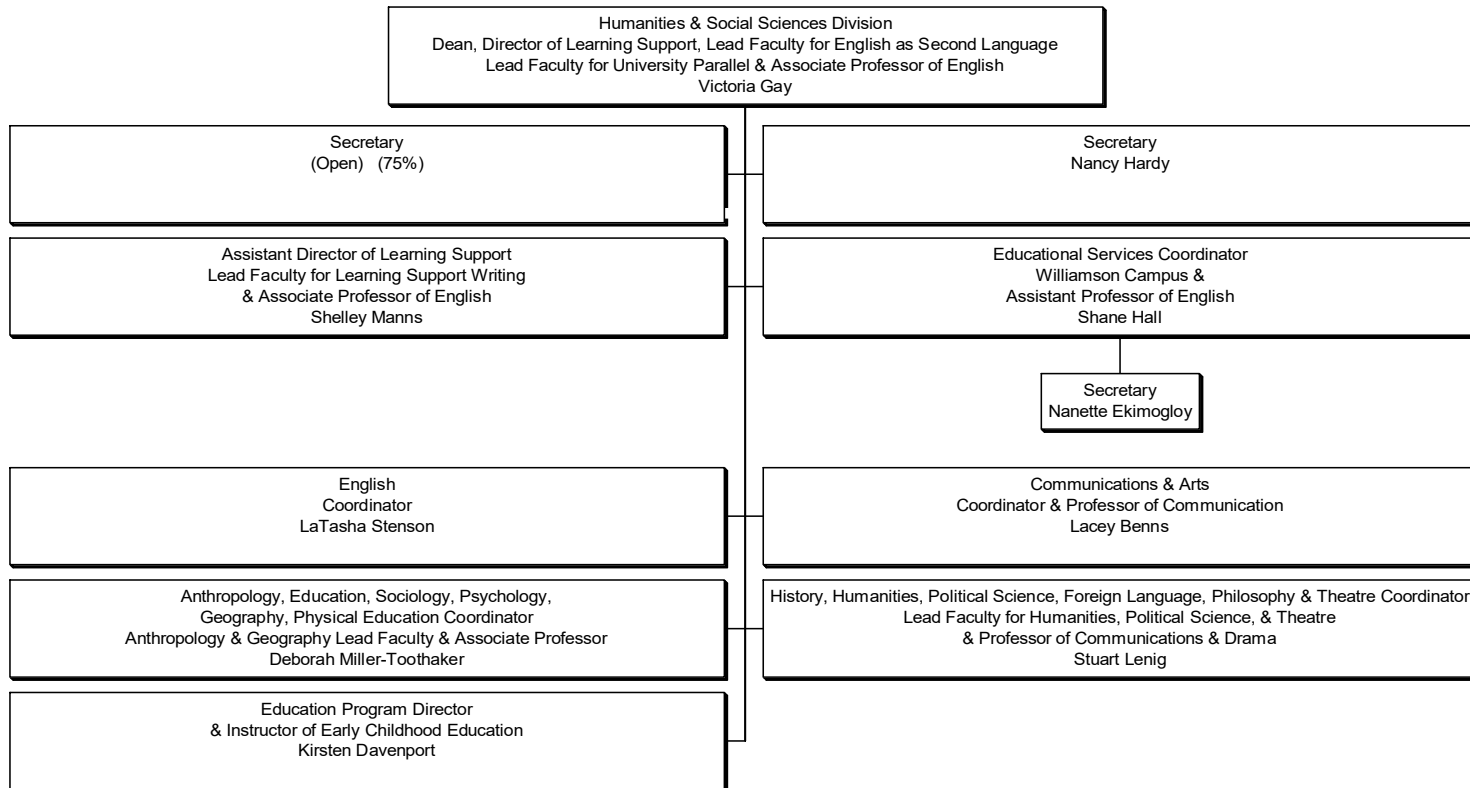 Humanities & Social Sciences Division
Dean, Director of Learning Support, Lead Faculty for English as Second Language
Lead Faculty for University Parallel & Associate Professor of English
Victoria Gay
Secretary
(Open) (75%)
Secretary
Nancy Hardy
Assistant Director of Learning Support
Lead Faculty for Learning Support Writing
& Associate Professor of English
Shelley Manns
Educational Services Coordinator
Williamson Campus &
Assistant Professor of English
Shane Hall
Secretary
Nanette Ekimogloy
English
Coordinator
LaTasha Stenson
Communications & Arts
Coordinator & Professor of Communication
Lacey Benns
Anthropology, Education, Sociology, Psychology,
Geography, Physical Education Coordinator
Anthropology & Geography Lead Faculty & Associate Professor
Deborah Miller-Toothaker
History, Humanities, Political Science, Foreign Language, Philosophy & Theatre Coordinator
Lead Faculty for Humanities, Political Science, & Theatre
& Professor of Communications & Drama
Stuart Lenig
Education Program Director
& Instructor of Early Childhood Education
Kirsten Davenport